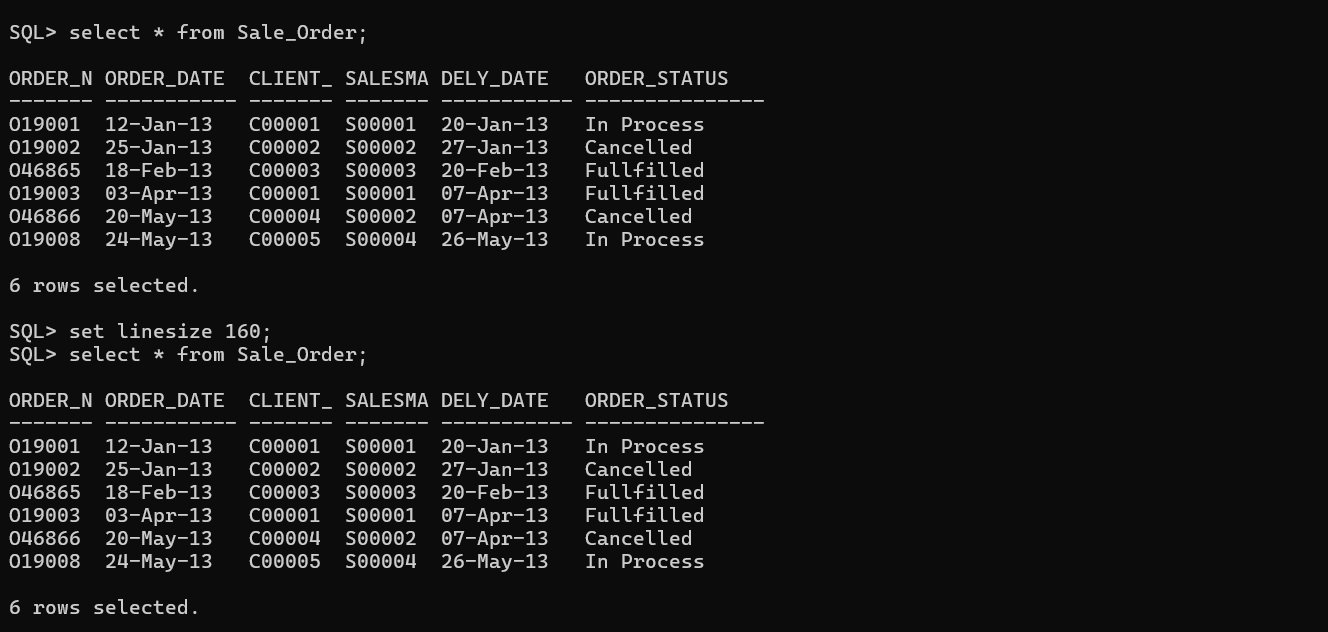 SQL> select * from Sale_Order;
ORDER_N ORDER_DATE  CLIENT_ SALESMA DELY_DATE   ORDER_STATUS
------- ----------- ------- ------- ----------- ---------------
O19001  12-Jan-13   C00001  S00001  20-Jan-13   In Process
O19002  25-Jan-13   C00002  S00002  27-Jan-13   Cancelled
O46865  18-Feb-13   C00003  S00003  20-Feb-13   Fullfilled
O19003  03-Apr-13   C00001  S00001  07-Apr-13   Fullfilled
O46866  20-May-13   C00004  S00002  07-Apr-13   Cancelled
O19008  24-May-13   C00005  S00004  26-May-13   In Process
6 rows selected.
SQL> set linesize 160;
SQL> select * from Sale_Order;
ORDER_N ORDER_DATE  CLIENT_ SALESMA DELY_DATE   ORDER_STATUS
------- ----------- ------- ------- ----------- ---------------
O19001  12-Jan-13   C00001  S00001  20-Jan-13   In Process
O19002  25-Jan-13   C00002  S00002  27-Jan-13   Cancelled
O46865  18-Feb-13   C00003  S00003  20-Feb-13   Fullfilled
O19003  03-Apr-13   C00001  S00001  07-Apr-13   Fullfilled
O46866  20-May-13   C00004  S00002  07-Apr-13   Cancelled
O19008  24-May-13   C00005  S00004  26-May-13   In Process
6 rows selected.